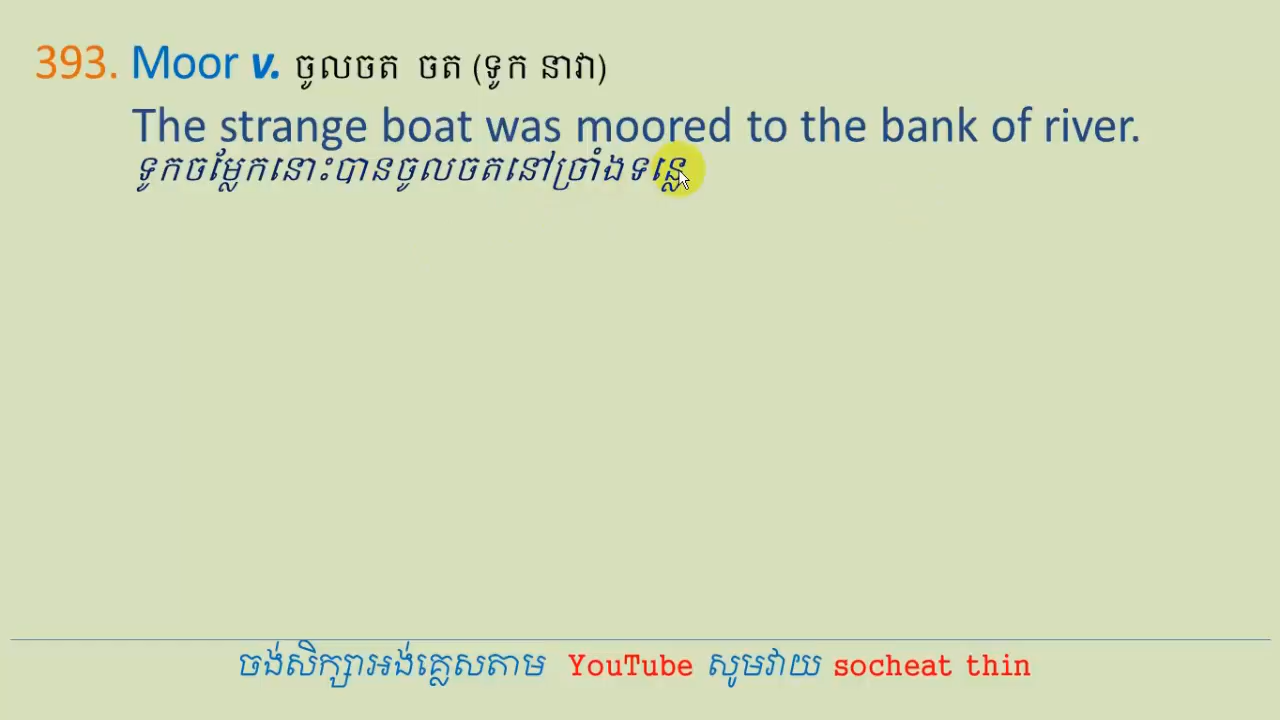 393. Moor v. ចូលចត ចត (ទូក នាវា)
The strange boat was moored to the bank of river.
ទូកចម្លែកនោះបានចូលចតនៅច្រាំងទន្លេ
ចង់សិក្សាអង់គ្លេសតាម YouTube សូមវាយ socheat thin